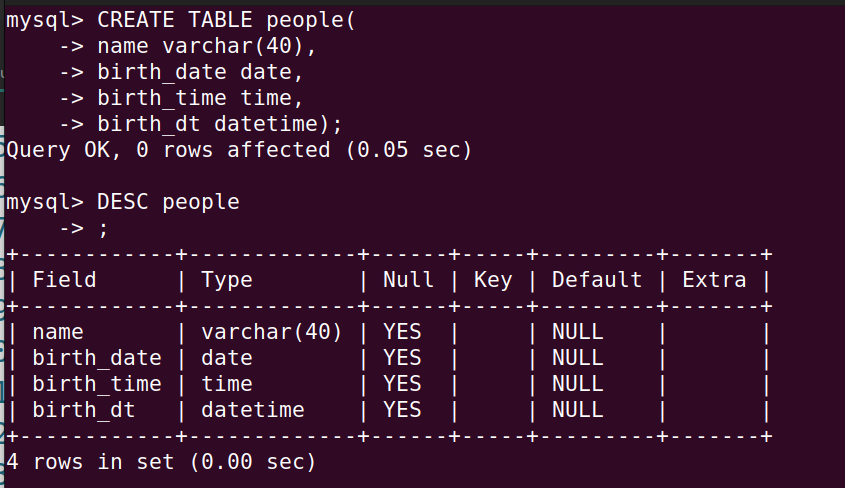 mysql> CREATE TABLE people(
    -> name varchar(40),
    -> birth_date date,
    -> birth_time time,
    -> birth_dt datetime);
Query OK, 0 rows affected (0.05 sec)

mysql> DESC people
    -> ;
+------------+-------------+------+-----+---------+-------+
| Field      | Type        | Null | Key | Default | Extra |
+------------+-------------+------+-----+---------+-------+
| name       | varchar(40) | YES  |     | NULL    |       |
| birth_date | date        | YES  |     | NULL    |       |
| birth_time | time        | YES  |     | NULL    |       |
| birth_dt   | datetime    | YES  |     | NULL    |       |
+------------+-------------+------+-----+---------+-------+
4 rows in set (0.00 sec)